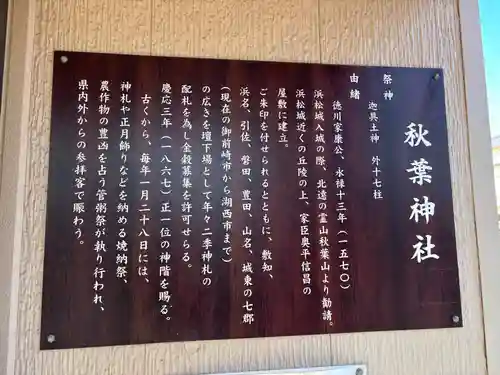 秋葉神社
祭神
迦具土神 外十七柱
由緒
徳川家康公、永禄十三年（一五七〇）
浜松城入城の際、北遠の霊山秋葉山より勧請。
浜松城近くの丘陵の上、家臣奥平信昌の
屋敷に建立。
ご朱印を寄せられるとともに、敷知、
浜名、引佐、磐田、豊田、山名、城東の七郡
（現在の御前崎市から湖西市まで）
の広きを壇下場として年々二季神札の
配札を為し金穀募集を許可せらる。
慶応三年（一八六七）正一位の神階を賜る。
古くから、毎年一月二十八日には、
神札や正月飾りなどを納める焼納祭、
農作物の豊凶を占う管粥祭が執り行われ、
県内外からの参拝客で賑わう。